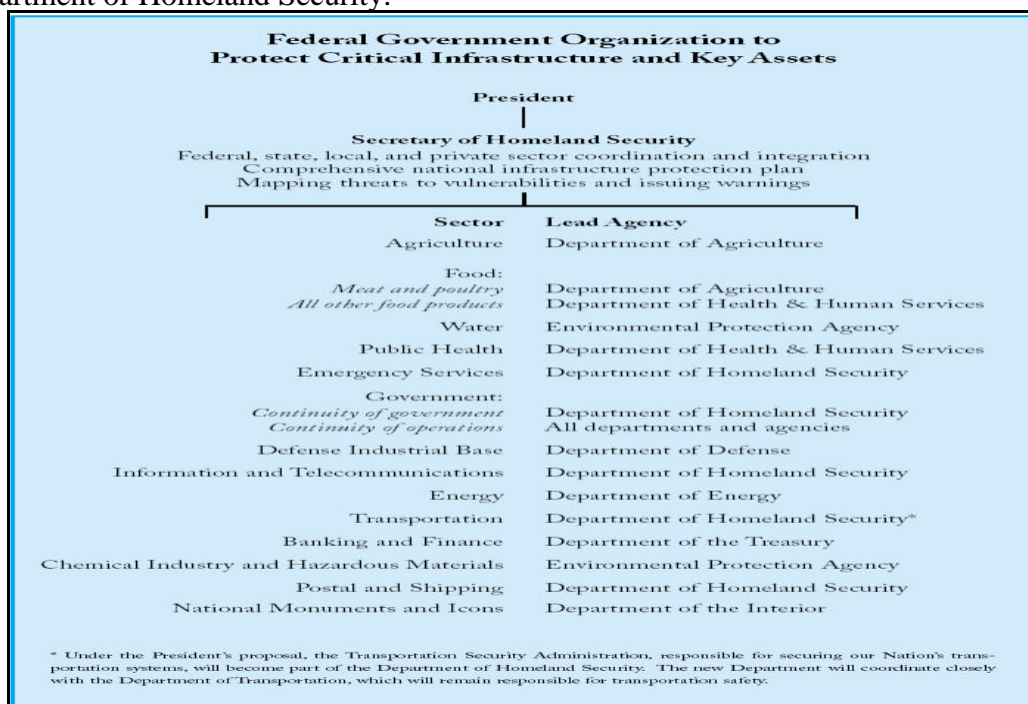 artment of Homeland Security.
Federal Government Organization to
Protect Critical Infrastructure and Key Assets
President
Secretary of Homeland Security
Federal, state, local, and private sector coordination and integration
Comprehensive national infrastructure protection plan
Mapping threats to vulnerabilities and issuing warnings
Sector Lead Agency
Agriculture Department of Agriculture
Food:
Meat and poultry Department of Agriculture
All other food products Department of Health & Human Services
Water Environmental Protection Agency
Public Health Department of Health & Human Services
Emergency Services Department of Homeland Security
Government:
Continuity of government Department of Homeland Security
Continuity of operations All departments and agencies
Defense Industrial Base Department of Defense
Information and Telecommunications Department of Homeland Security
Energy Department of Energy
Transportation Department of Homeland Security*
Banking and Finance Department of the Treasury
Chemical Industry and Hazardous Materials Environmental Protection Agency
Postal and Shipping Department of Homeland Security
National Monuments and Icons Department of the Interior
* Under the President's proposal, the Transportation Security Administration, responsible for securing our Nation's trans-
portation systems, will become part of the Department of Homeland Security. The new Department will coordinate closely
with the Department of Transportation, which will remain responsible for transportation safety.